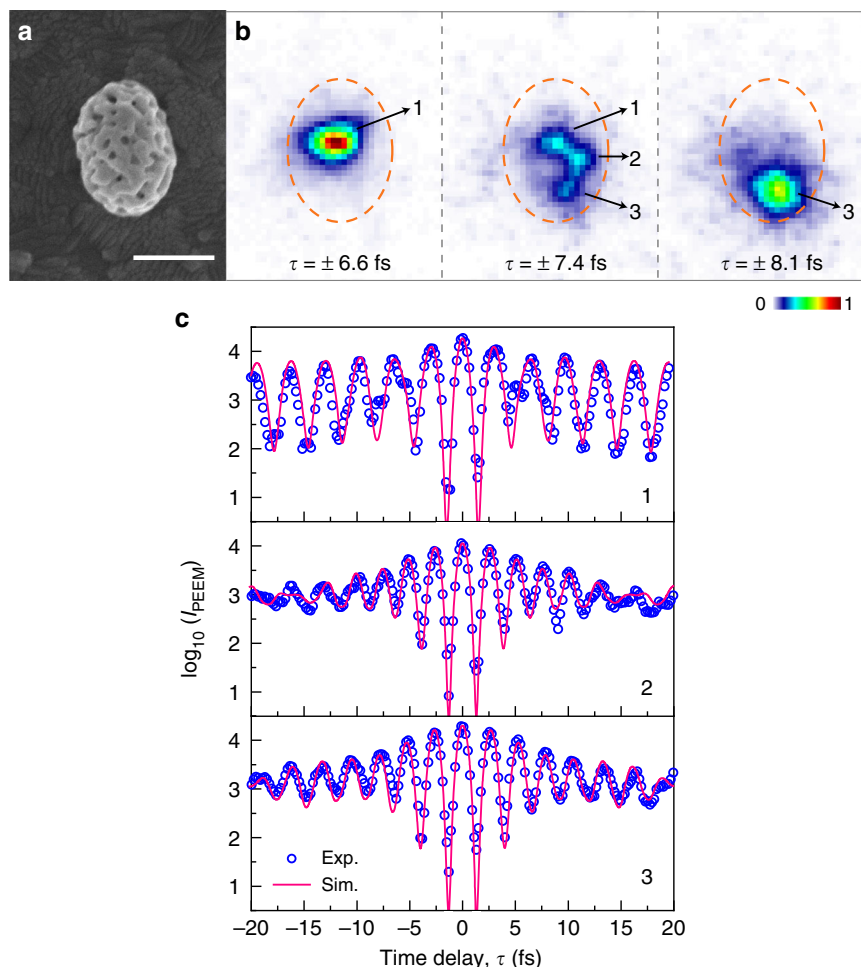 a
b
1
1
2
3
3
τ = ± 6.6 fs
τ = ± 7.4 fs
τ = ± 8.1 fs
0
1
c
4
3
2
1
1
4
3
2
1
2
4
3
2
1
3
log₁₀ (I_PEEM)
Exp.
Sim.
−20 −15 −10 −5 0 5 10 15 20
Time delay, τ (fs)